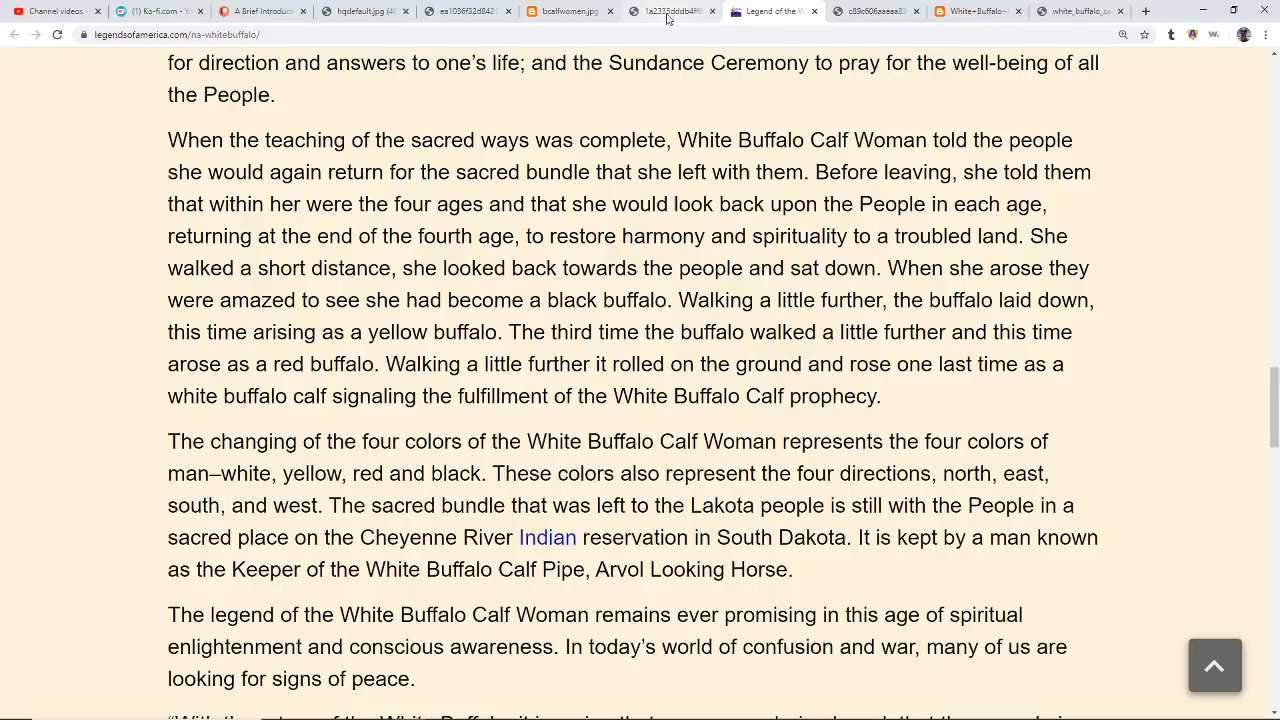 Channel videos -
(1) Ko-fi.com - Y
A Brief Introduc
hqdefault.jpg (4
ea1036f32d8421
bcalfwomen.jpg
1a2335dddb4ff6
Legend of the W
c89c606aaeaa83
White+Buffalo+
white_buffalo_c
legendsofamerica.com/na-whitebuffalo/
for direction and answers to one's life; and the Sundance Ceremony to pray for the well-being of all
the People.
When the teaching of the sacred ways was complete, White Buffalo Calf Woman told the people
she would again return for the sacred bundle that she left with them. Before leaving, she told them
that within her were the four ages and that she would look back upon the People in each age,
returning at the end of the fourth age, to restore harmony and spirituality to a troubled land. She
walked a short distance, she looked back towards the people and sat down. When she arose they
were amazed to see she had become a black buffalo. Walking a little further, the buffalo laid down,
this time arising as a yellow buffalo. The third time the buffalo walked a little further and this time
arose as a red buffalo. Walking a little further it rolled on the ground and rose one last time as a
white buffalo calf signaling the fulfillment of the White Buffalo Calf prophecy.
The changing of the four colors of the White Buffalo Calf Woman represents the four colors of
man–white, yellow, red and black. These colors also represent the four directions, north, east,
south, and west. The sacred bundle that was left to the Lakota people is still with the People in a
sacred place on the Cheyenne River Indian reservation in South Dakota. It is kept by a man known
as the Keeper of the White Buffalo Calf Pipe, Arvol Looking Horse.
The legend of the White Buffalo Calf Woman remains ever promising in this age of spiritual
enlightenment and conscious awareness. In today's world of confusion and war, many of us are
looking for signs of peace.